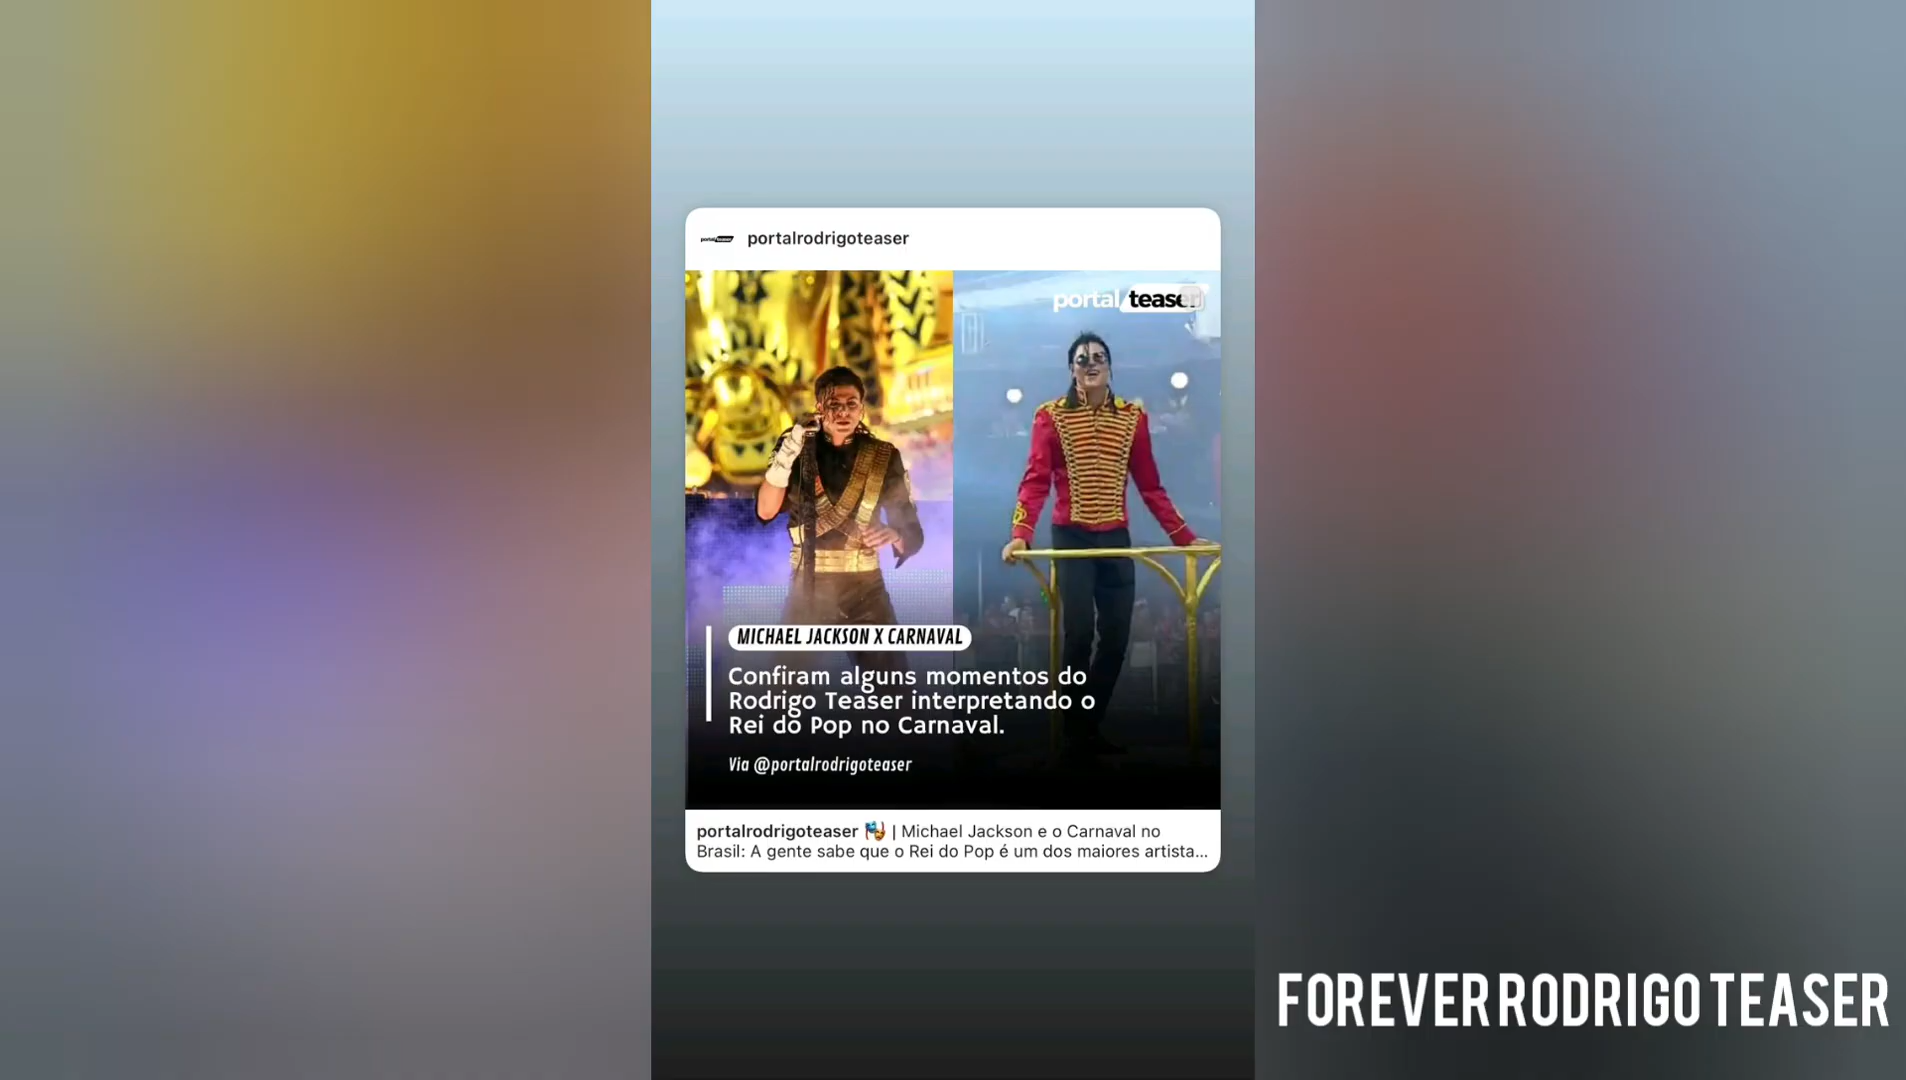 portalrodrigoteaser
portal teaser
MICHAEL JACKSON X CARNAVAL
Confiram alguns momentos do
Rodrigo Teaser interpretando o
Rei do Pop no Carnaval.
Via @portalrodrigoteaser
portalrodrigoteaser 🎭 | Michael Jackson e o Carnaval no
Brasil: A gente sabe que o Rei do Pop é um dos maiores artista...
FOREVER RODRIGO TEASER